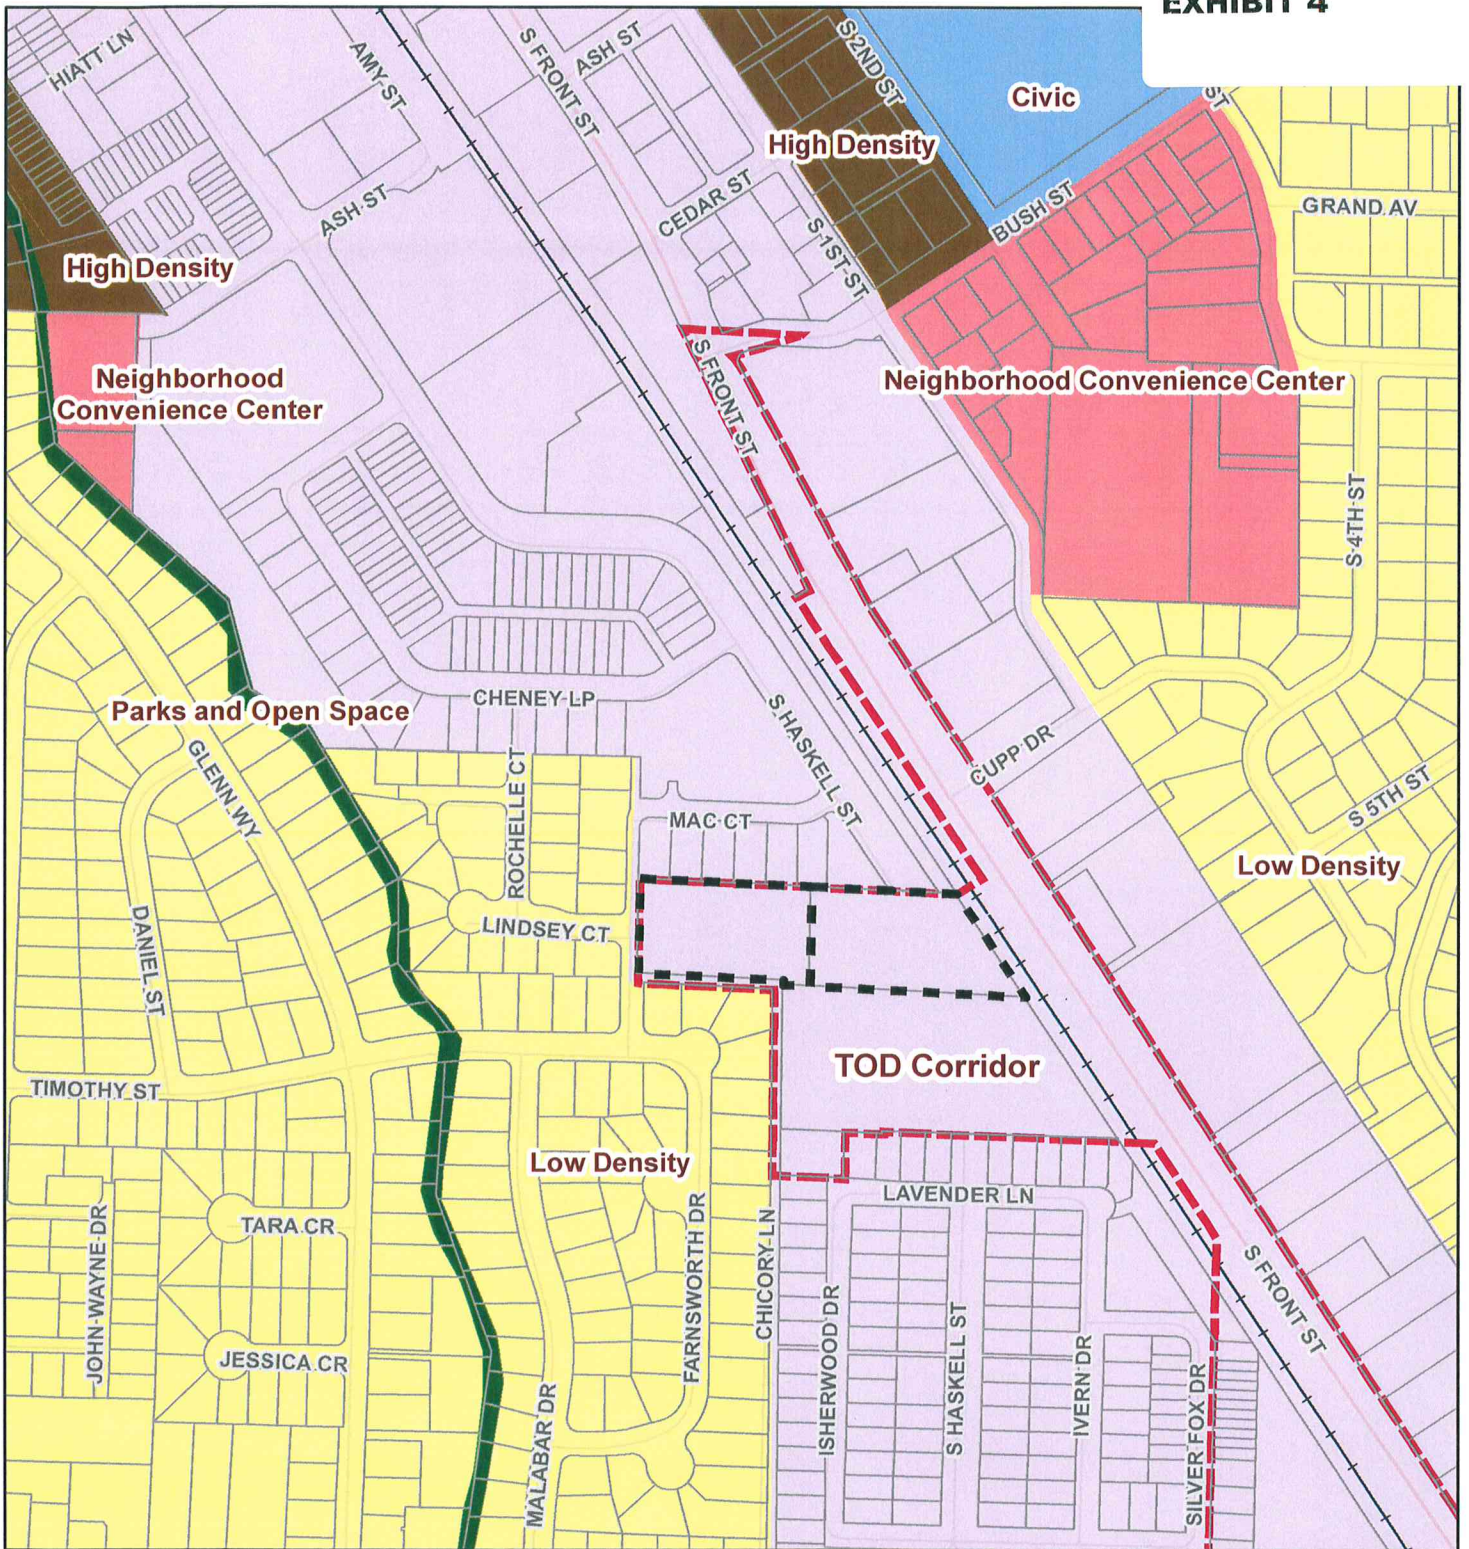 EXHIBIT 4
HIATT LN
AMY ST
S FRONT ST
ASH ST
S 2ND ST
Civic
ST
High Density
ASH ST
CEDAR ST
S 1ST ST
BUSH ST
GRAND AV
High Density
Neighborhood
Convenience Center
S FRONT ST
Neighborhood Convenience Center
S 4TH ST
Parks and Open Space
CHENEY LP
S HASKELL ST
CUPP DR
GLENN WY
ROCHELLE CT
MAC CT
S 5TH ST
Low Density
DANIEL ST
LINDSEY CT
TOD Corridor
TIMOTHY ST
Low Density
LAVENDER LN
JOHN WAYNE DR
TARA CR
FARNSWORTH DR
CHICORY LN
S FRONT ST
JESSICA CR
MALABAR DR
ISHERWOOD DR
S HASKELL ST
IVERN DR
SILVER FOX DR